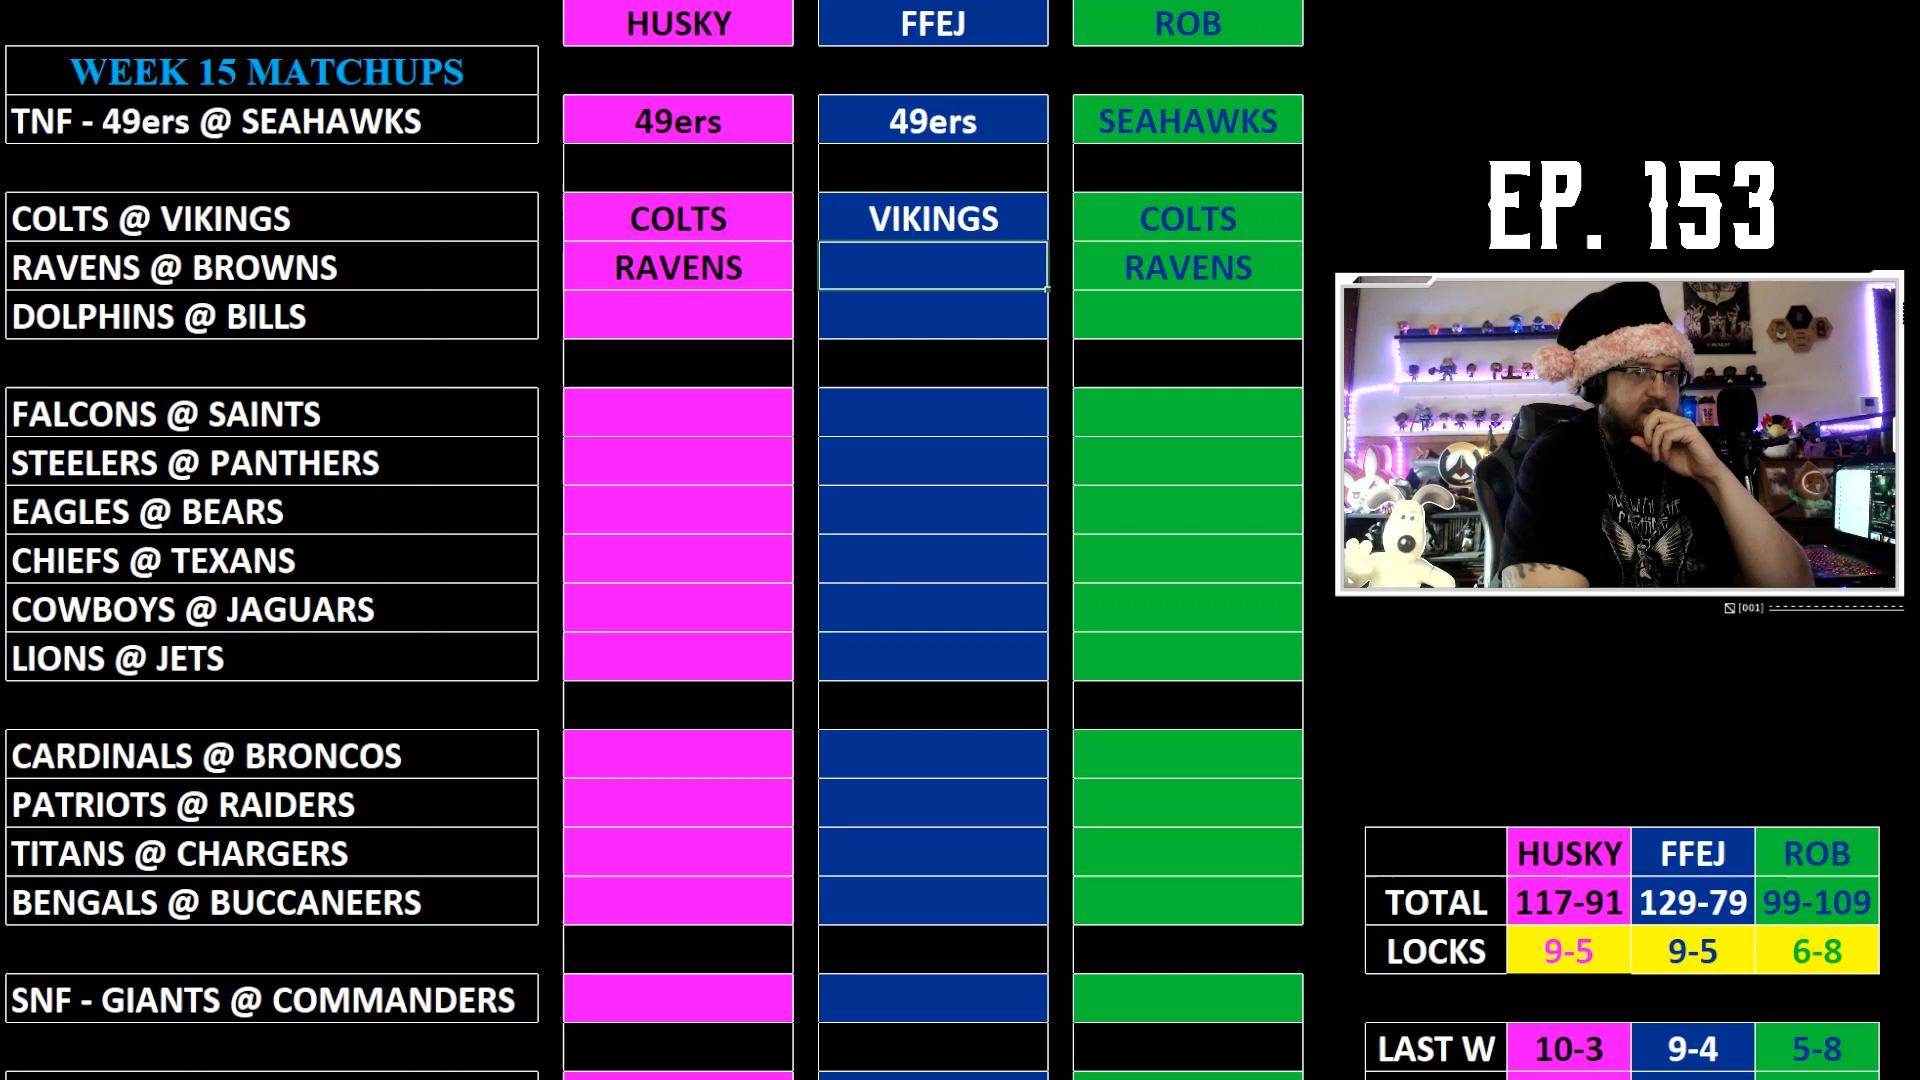 HUSKY FFEJ ROB
WEEK 15 MATCHUPS
TNF - 49ers @ SEAHAWKS 49ers 49ers SEAHAWKS
COLTS @ VIKINGS COLTS VIKINGS COLTS
RAVENS @ BROWNS RAVENS RAVENS
DOLPHINS @ BILLS
FALCONS @ SAINTS
STEELERS @ PANTHERS
EAGLES @ BEARS
CHIEFS @ TEXANS
COWBOYS @ JAGUARS
LIONS @ JETS
CARDINALS @ BRONCOS
PATRIOTS @ RAIDERS
TITANS @ CHARGERS
BENGALS @ BUCCANEERS
SNF - GIANTS @ COMMANDERS
EP. 153
[001]
HUSKY FFEJ ROB
TOTAL 117-91 129-79 99-109
LOCKS 9-5 9-5 6-8
LAST W 10-3 9-4 5-8